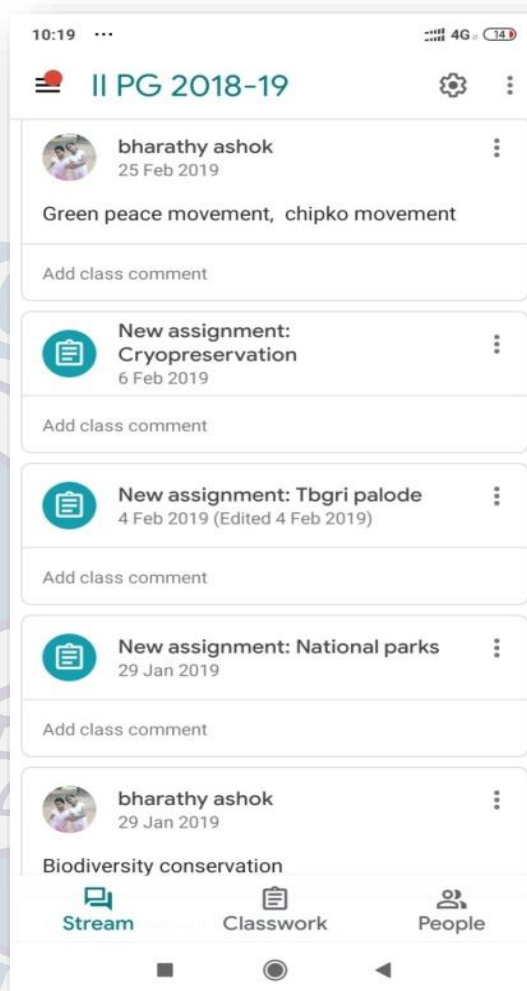 10:19 ... 4G 14
II PG 2018-19
bharathy ashok
25 Feb 2019
Green peace movement, chipko movement
Add class comment
New assignment:
Cryopreservation
6 Feb 2019
Add class comment
New assignment: Tbgri palode
4 Feb 2019 (Edited 4 Feb 2019)
Add class comment
New assignment: National parks
29 Jan 2019
Add class comment
bharathy ashok
29 Jan 2019
Biodiversity conservation
Stream Classwork People